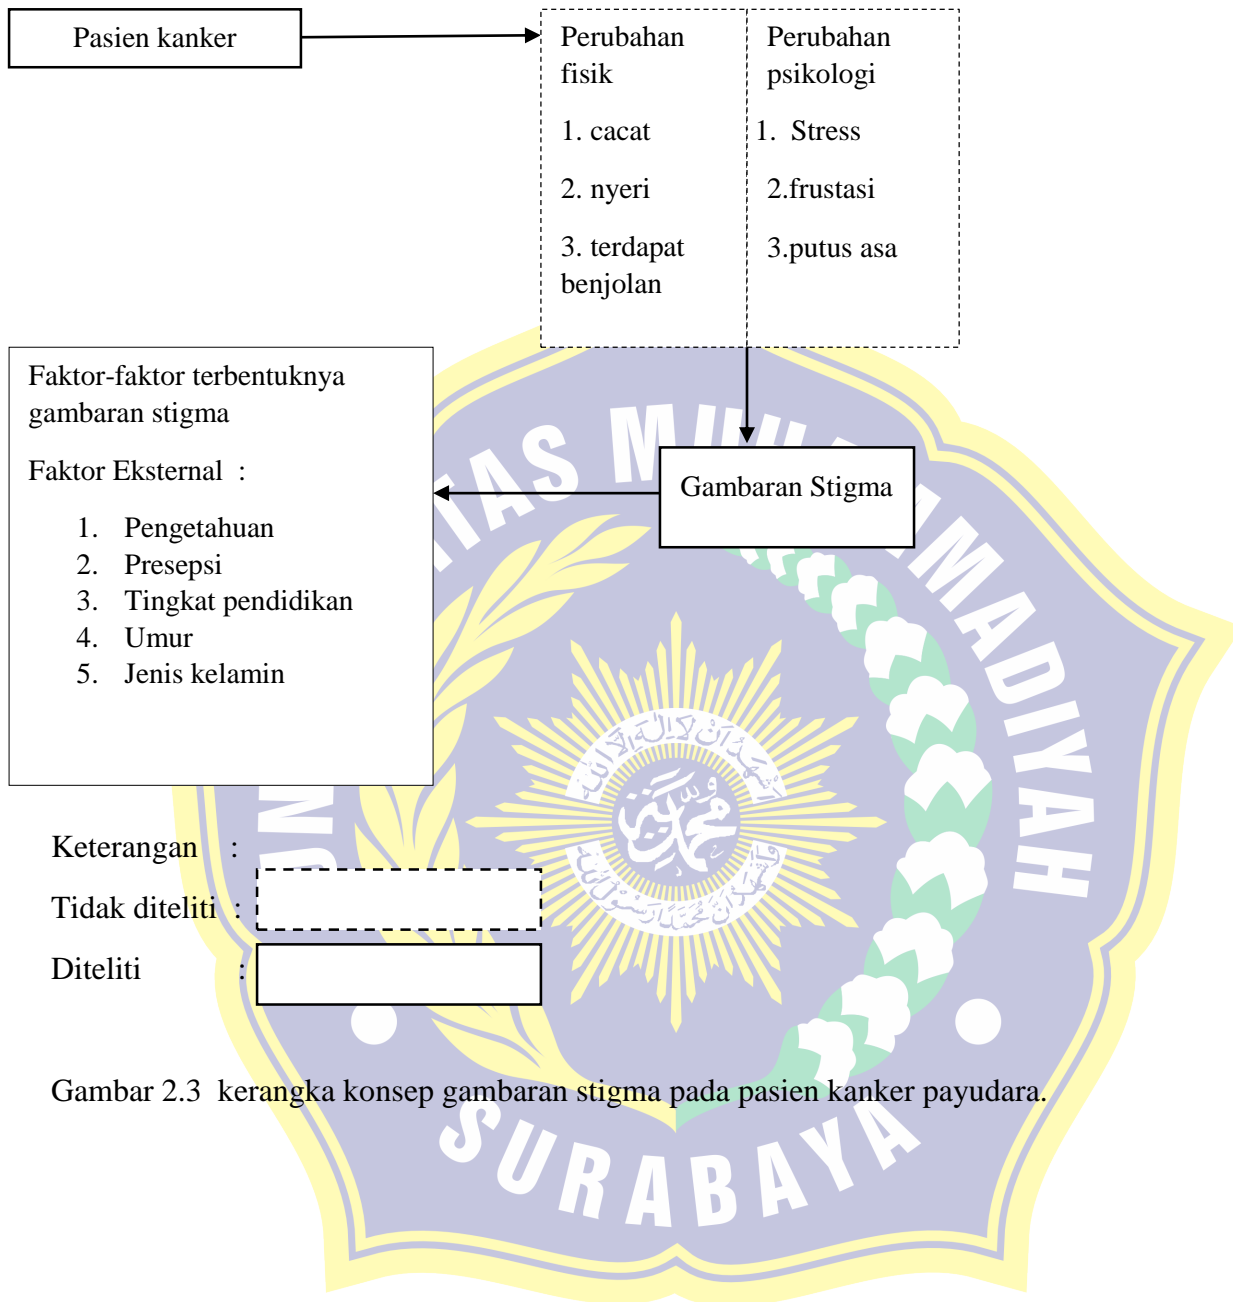 Pasien kanker
Perubahan
fisik
1. cacat
2. nyeri
3. terdapat
benjolan
Perubahan
psikologi
1. Stress
2.frustasi
3.putus asa
Faktor-faktor terbentuknya
gambaran stigma
Faktor Eksternal :
1. Pengetahuan
2. Presepsi
3. Tingkat pendidikan
4. Umur
5. Jenis kelamin
Gambaran Stigma
Keterangan :
Tidak diteliti :
Diteliti :
Gambar 2.3 kerangka konsep gambaran stigma pada pasien kanker payudara.
SURABAYA